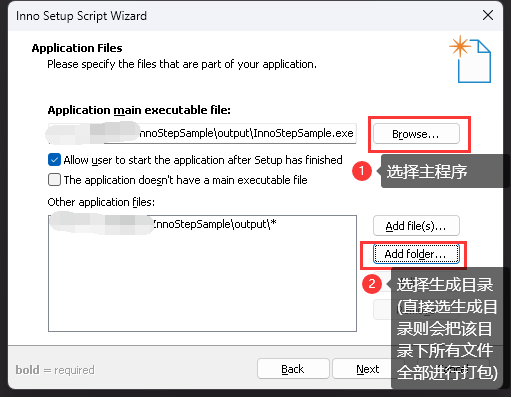 Inno Setup Script Wizard
Application Files
Please specify the files that are part of your application.
Application main executable file:
InnoStepSample\output\InnoStepSample.exe
Browse...
Allow user to start the application after Setup has finished
1 选择主程序
The application doesn't have a main executable file
Other application files:
InnoStepSample\output\*
Add file(s)...
Add folder...
2 选择生成目录
(直接选生成目
录则会把该目
录下所有文件
全部进行打包)
bold = required
Back
Next